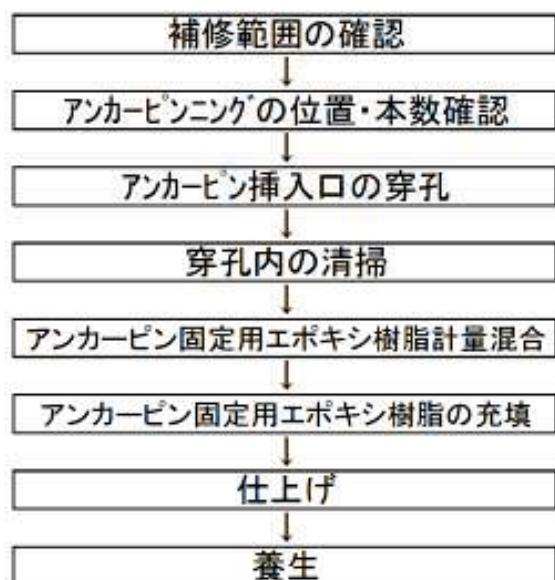 補修範囲の確認
↓
アンカーピンニングの位置・本数確認
↓
アンカーピン挿入口の穿孔
↓
穿孔内の清掃
↓
アンカーピン固定用エポキシ樹脂計量混合
↓
アンカーピン固定用エポキシ樹脂の充填
↓
仕上げ
↓
養生